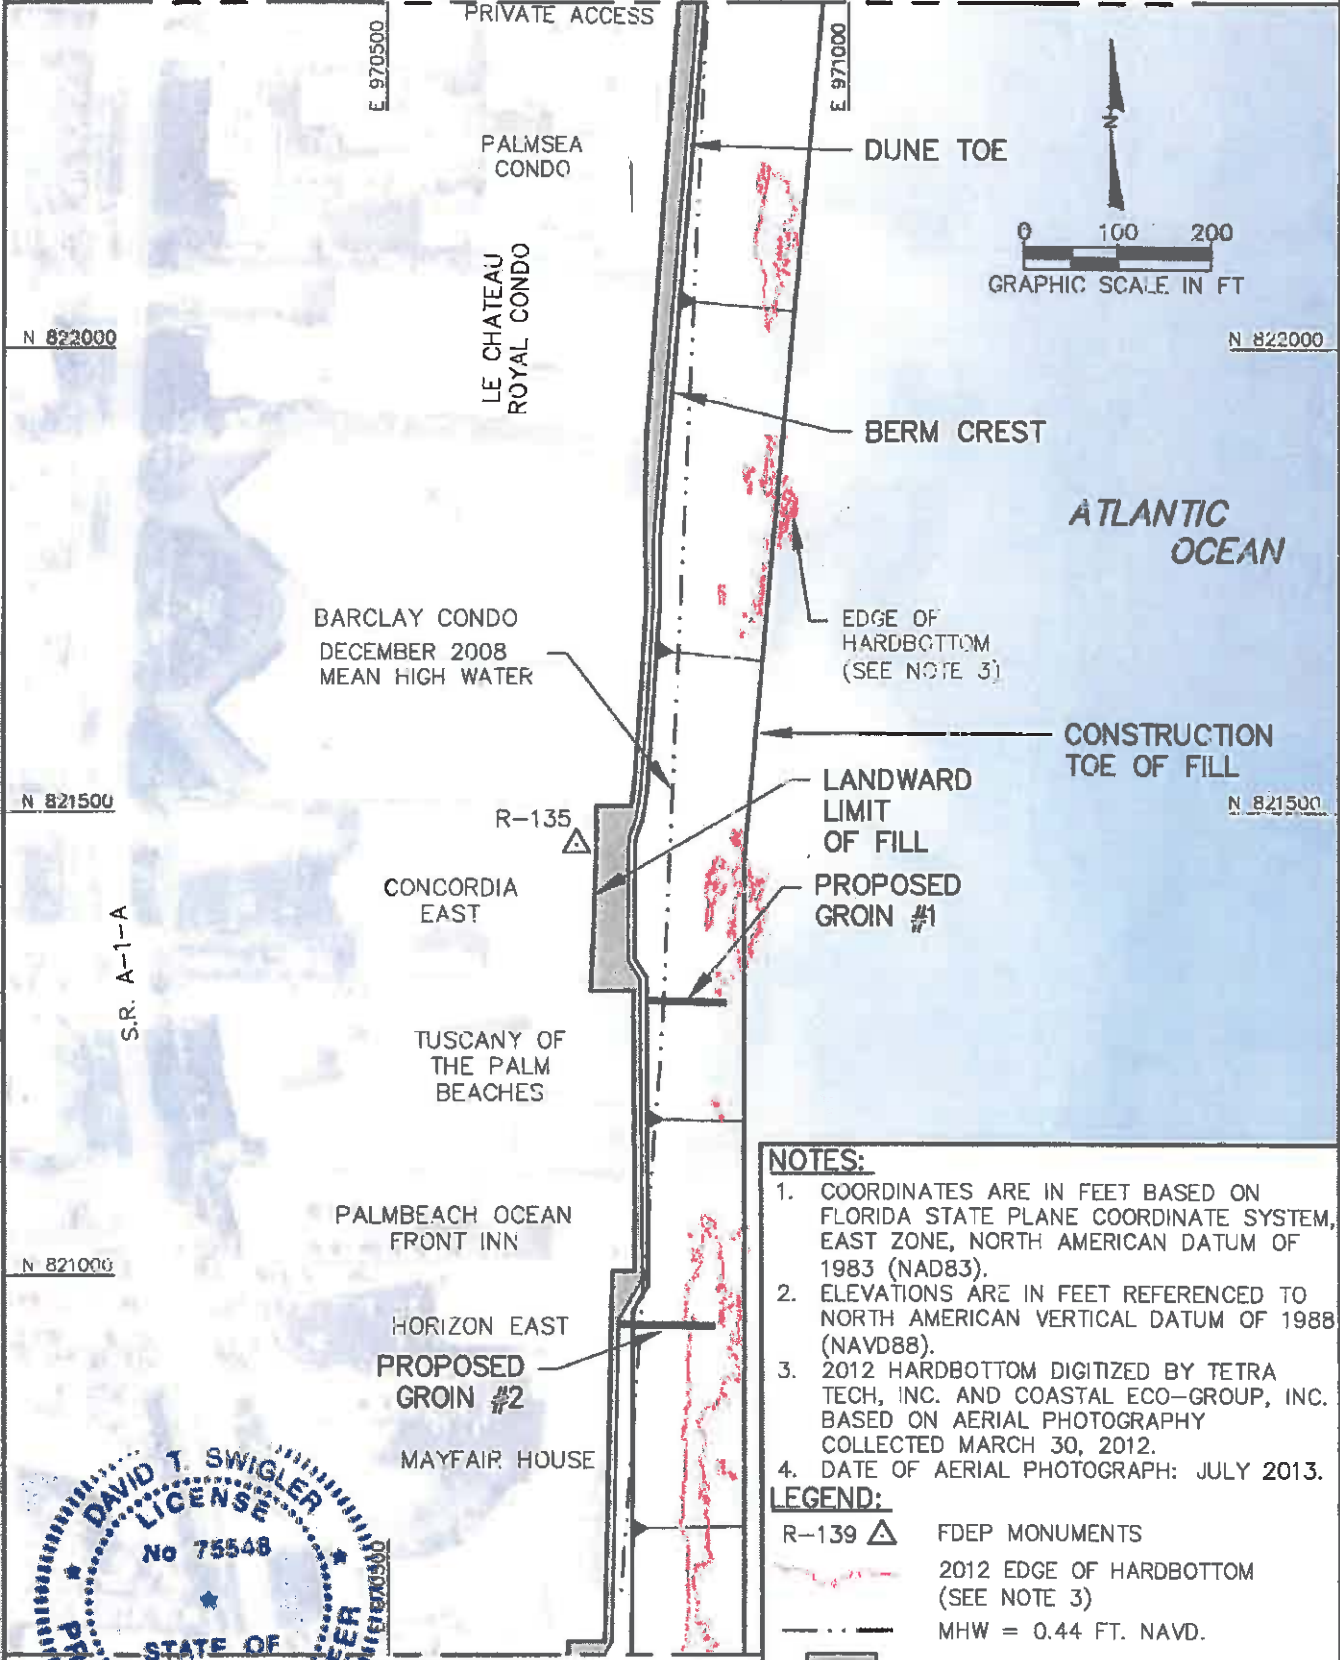 PRIVATE ACCESS
E 970500
E 971000
PALMSEA
CONDO
DUNE TOE
N
0 100 200
GRAPHIC SCALE IN FT
LE CHATEAU
ROYAL CONDO
N 822000
N 822000
BERM CREST
ATLANTIC
OCEAN
BARCLAY CONDO
DECEMBER 2008
MEAN HIGH WATER
EDGE OF
HARDBOTTOM
(SEE NOTE 3)
CONSTRUCTION
TOE OF FILL
LANDWARD
LIMIT
OF FILL
N 821500
N 821500
R-135
CONCORDIA
EAST
PROPOSED
GROIN #1
S.R. A-1-A
TUSCANY OF
THE PALM
BEACHES
PALMBEACH OCEAN
FRONT INN
N 821000
HORIZON EAST
PROPOSED
GROIN #2
MAYFAIR HOUSE
NOTES:
1. COORDINATES ARE IN FEET BASED ON
FLORIDA STATE PLANE COORDINATE SYSTEM,
EAST ZONE, NORTH AMERICAN DATUM OF
1983 (NAD83).
2. ELEVATIONS ARE IN FEET REFERENCED TO
NORTH AMERICAN VERTICAL DATUM OF 1988
(NAVD88).
3. 2012 HARDBOTTOM DIGITIZED BY TETRA
TECH, INC. AND COASTAL ECO-GROUP, INC.
BASED ON AERIAL PHOTOGRAPHY
COLLECTED MARCH 30, 2012.
4. DATE OF AERIAL PHOTOGRAPH: JULY 2013.
LEGEND:
R-139 FDEP MONUMENTS
2012 EDGE OF HARDBOTTOM
(SEE NOTE 3)
MHW = 0.44 FT. NAVD.
DAVID T. SWIGLER
LICENSE
No 75548
STATE OF